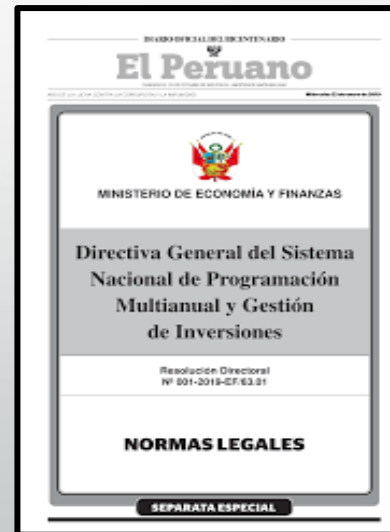 DIARIO OFICIAL DEL BICENTENARIO
El Peruano
MINISTERIO DE ECONOMÍA Y FINANZAS
Directiva General del Sistema
Nacional de Programación
Multianual y Gestión
de Inversiones
Resolución Directoral
Nº 001-2019-EF/63.01
NORMAS LEGALES
SEPARATA ESPECIAL